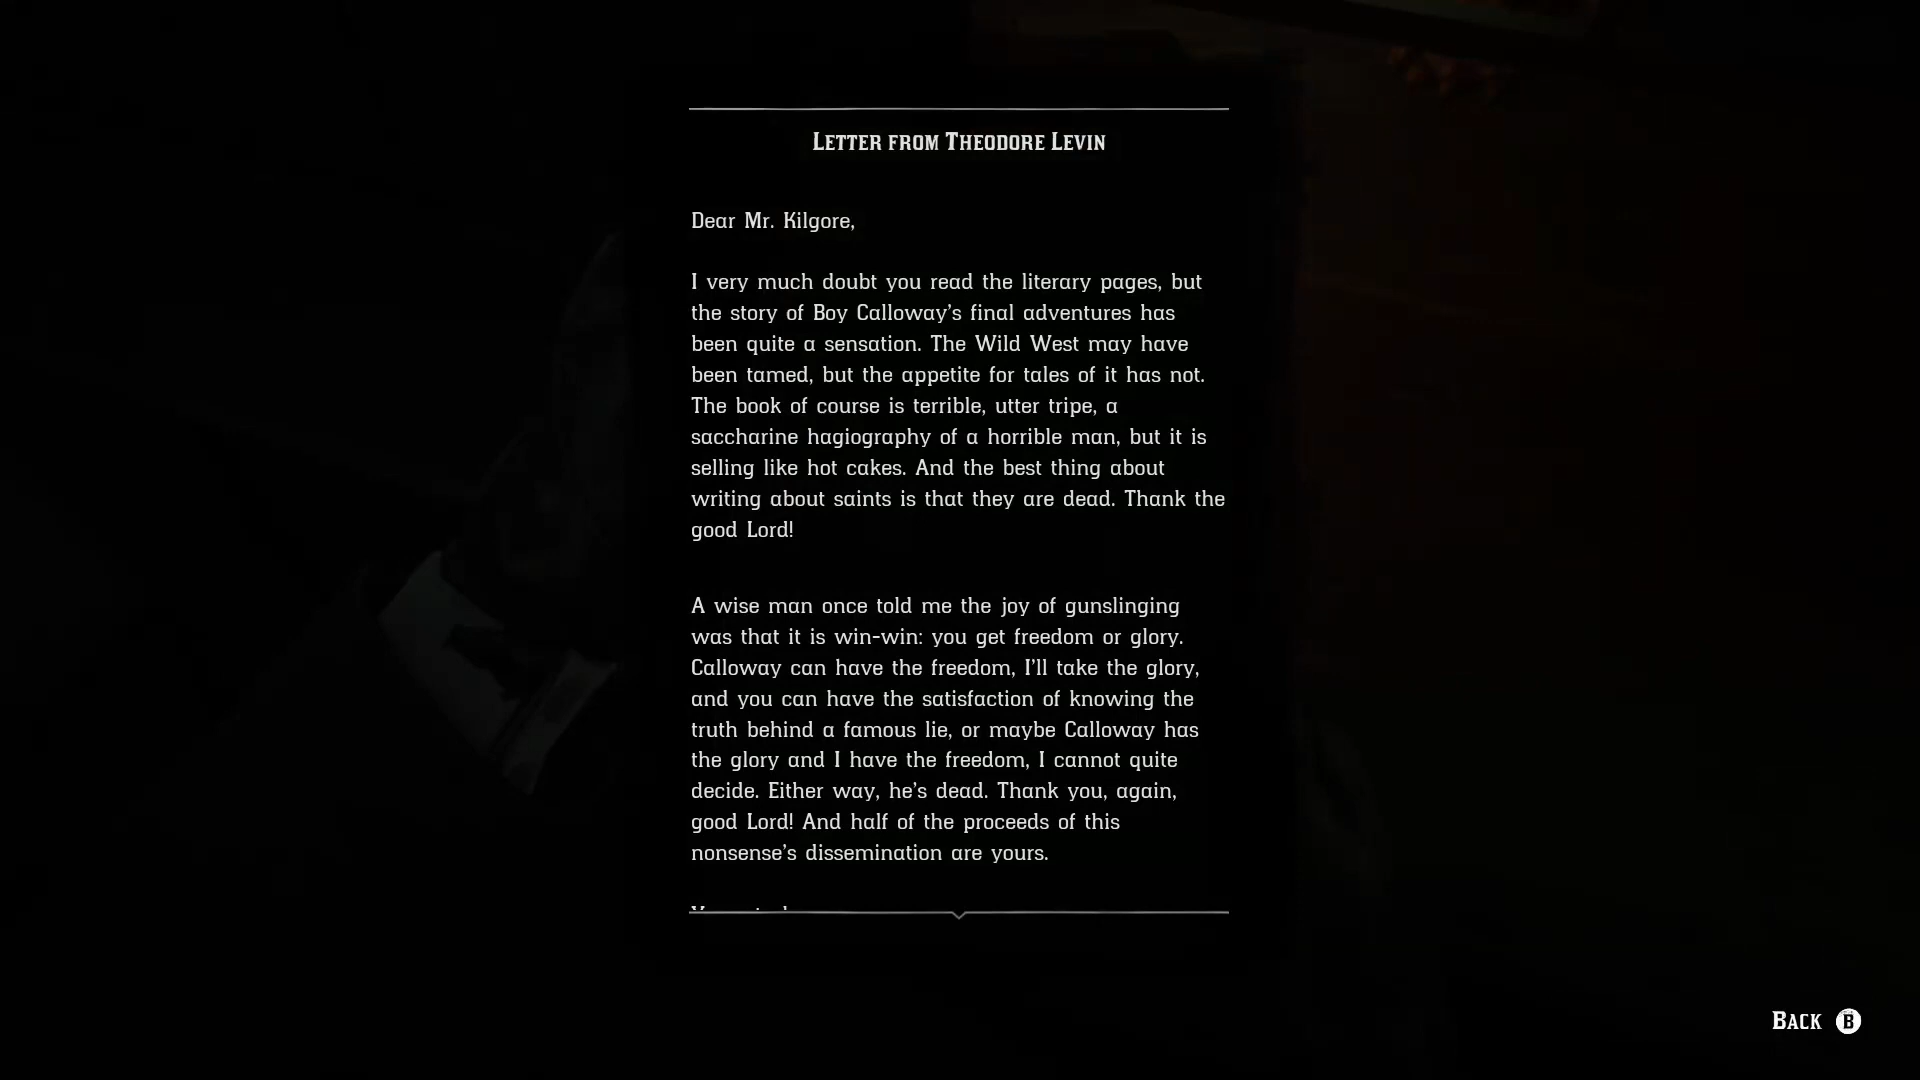 Letter from Theodore Levin
Dear Mr. Kilgore,
I very much doubt you read the literary pages, but
the story of Boy Calloway's final adventures has
been quite a sensation. The Wild West may have
been tamed, but the appetite for tales of it has not.
The book of course is terrible, utter tripe, a
saccharine hagiography of a horrible man, but it is
selling like hot cakes. And the best thing about
writing about saints is that they are dead. Thank the
good Lord!
A wise man once told me the joy of gunslinging
was that it is win-win: you get freedom or glory.
Calloway can have the freedom, I'll take the glory,
and you can have the satisfaction of knowing the
truth behind a famous lie, or maybe Calloway has
the glory and I have the freedom, I cannot quite
decide. Either way, he's dead. Thank you, again,
good Lord! And half of the proceeds of this
nonsense's dissemination are yours.
Back B